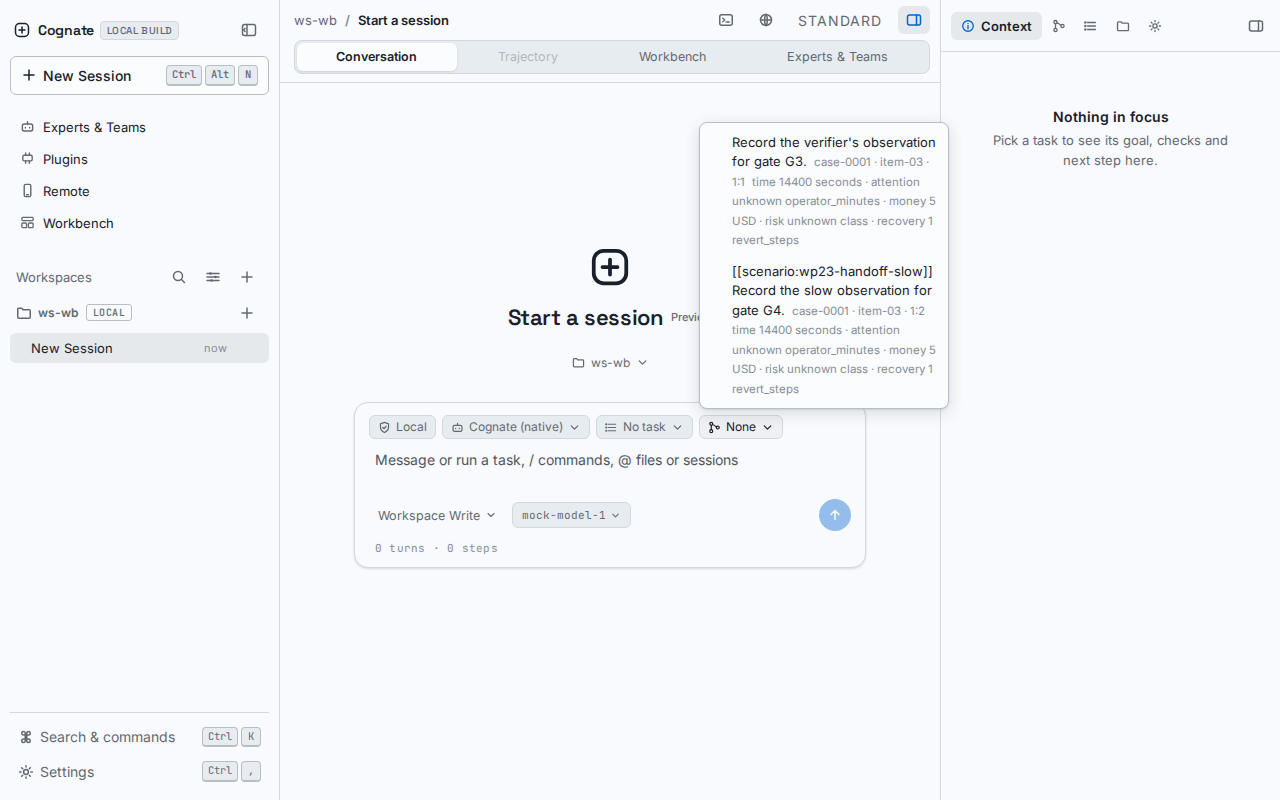 Cognate LOCAL BUILD
New Session Ctrl Alt N
Experts & Teams
Plugins
Remote
Workbench
Workspaces
ws-wb LOCAL
New Session now
Search & commands Ctrl K
Settings Ctrl ,
ws-wb / Start a session
STANDARD
Conversation Trajectory Workbench Experts & Teams
Record the verifier's observation
for gate G3. case-0001 · item-03 ·
1:1 time 14400 seconds · attention
unknown operator_minutes · money 5
USD · risk unknown class · recovery 1
revert_steps
[[scenario:wp23-handoff-slow]]
Record the slow observation for
gate G4. case-0001 · item-03 · 1:2
time 14400 seconds · attention
unknown operator_minutes · money 5
USD · risk unknown class · recovery 1
revert_steps
Start a session
ws-wb
Local Cognate (native) No task None
Message or run a task, / commands, @ files or sessions
Workspace Write mock-model-1
0 turns · 0 steps
Context
Nothing in focus
Pick a task to see its goal, checks and
next step here.